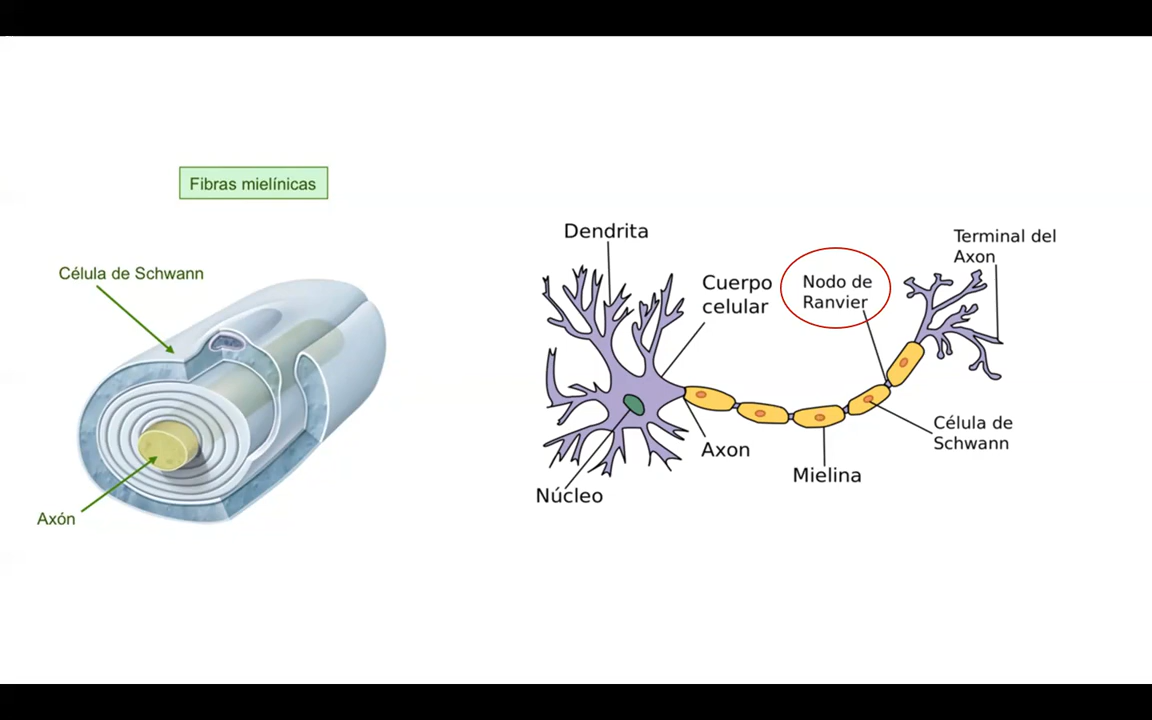 Fibras mielínicas
Célula de Schwann
Axón
Dendrita
Cuerpo
celular
Nodo de
Ranvier
Terminal del
Axon
Célula de
Schwann
Axon
Mielina
Núcleo